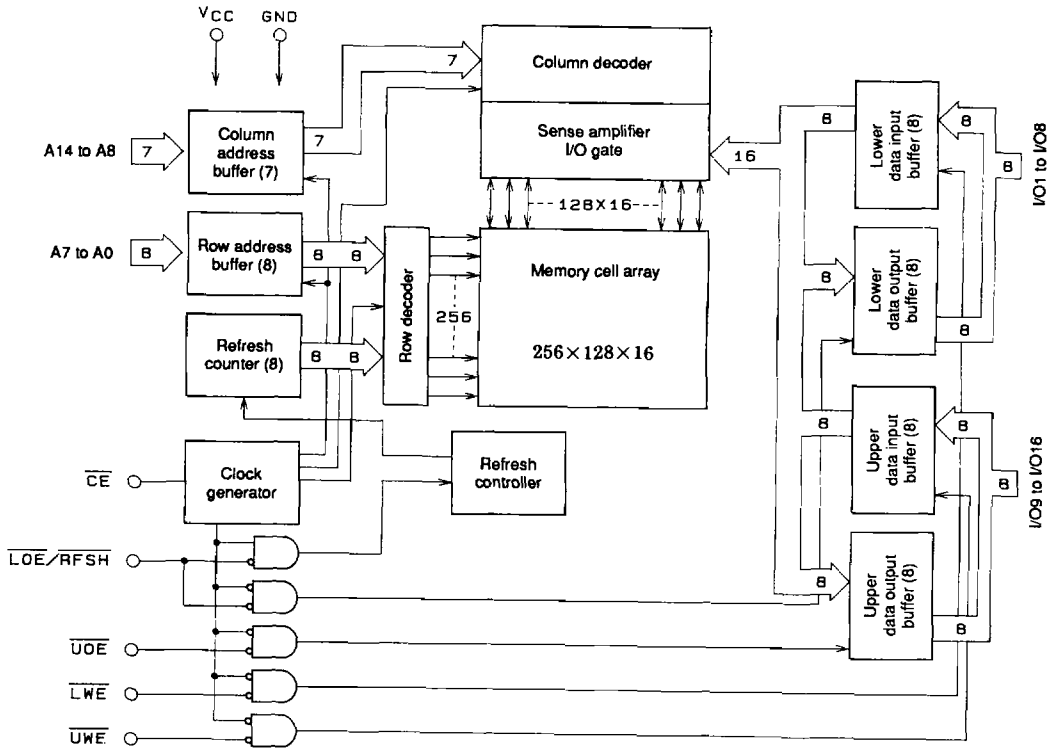 VCC GND
Column decoder
Sense amplifier
I/O gate
7
A14 to A8
7
Column
address
buffer (7)
7
16
128×16
A7 to A0
8
Row address
buffer (8)
8 8
Row decoder
256
Memory cell array
256×128×16
Refresh
counter (8)
8 8
CE
Clock
generator
Refresh
controller
LOE/RFSH
UOE
LWE
UWE
8
Lower
data input
buffer (8)
8
8
I/O1 to I/O8
8
Lower
data output
buffer (8)
8
8
Upper
data input
buffer (8)
8
8
I/O9 to I/O16
8
Upper
data output
buffer (8)
8